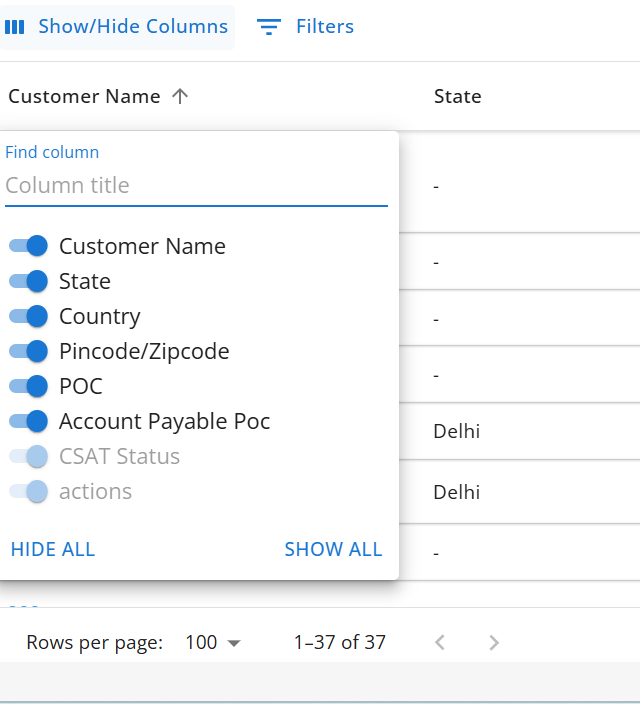 Show/Hide Columns Filters
Customer Name State
Find column
Column title
-
Customer Name
-
State
Country
-
Pincode/Zipcode
-
POC
Account Payable Poc
Delhi
CSAT Status
actions
Delhi
HIDE ALL SHOW ALL
-
Rows per page: 100 1–37 of 37